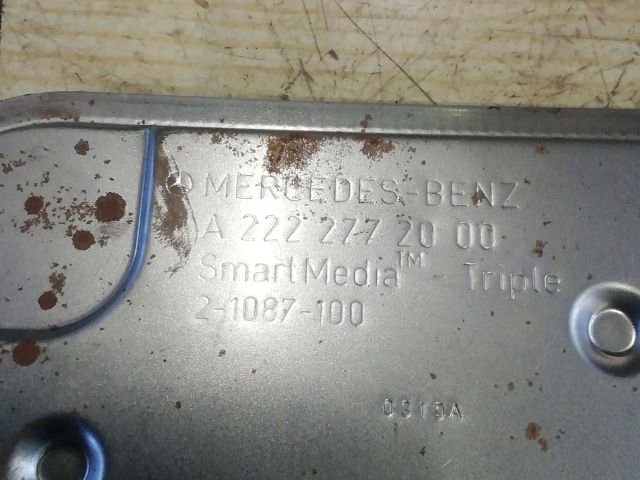 MERCEDES-BENZ
A 222 277 20 00
SmartMedia™ - Triple
2-1087-100
0319A